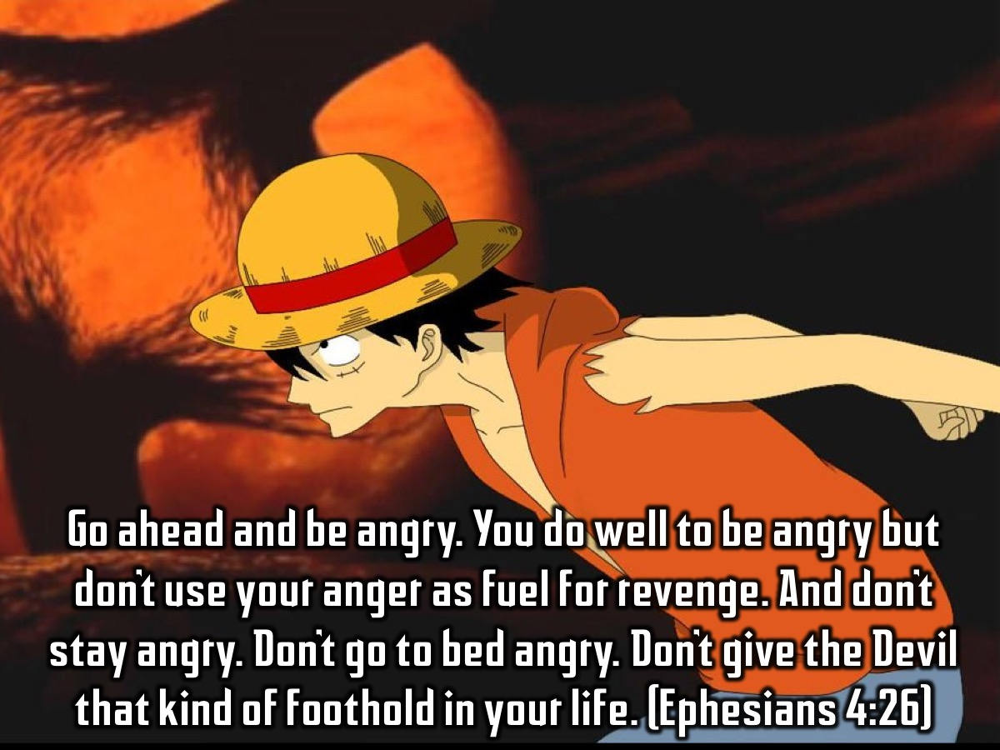 Go ahead and be angry. You do well to be angry but
don't use your anger as fuel for revenge. And don't
stay angry. Don't go to bed angry. Don't give the Devil
that kind of foothold in your life. (Ephesians 4:26)